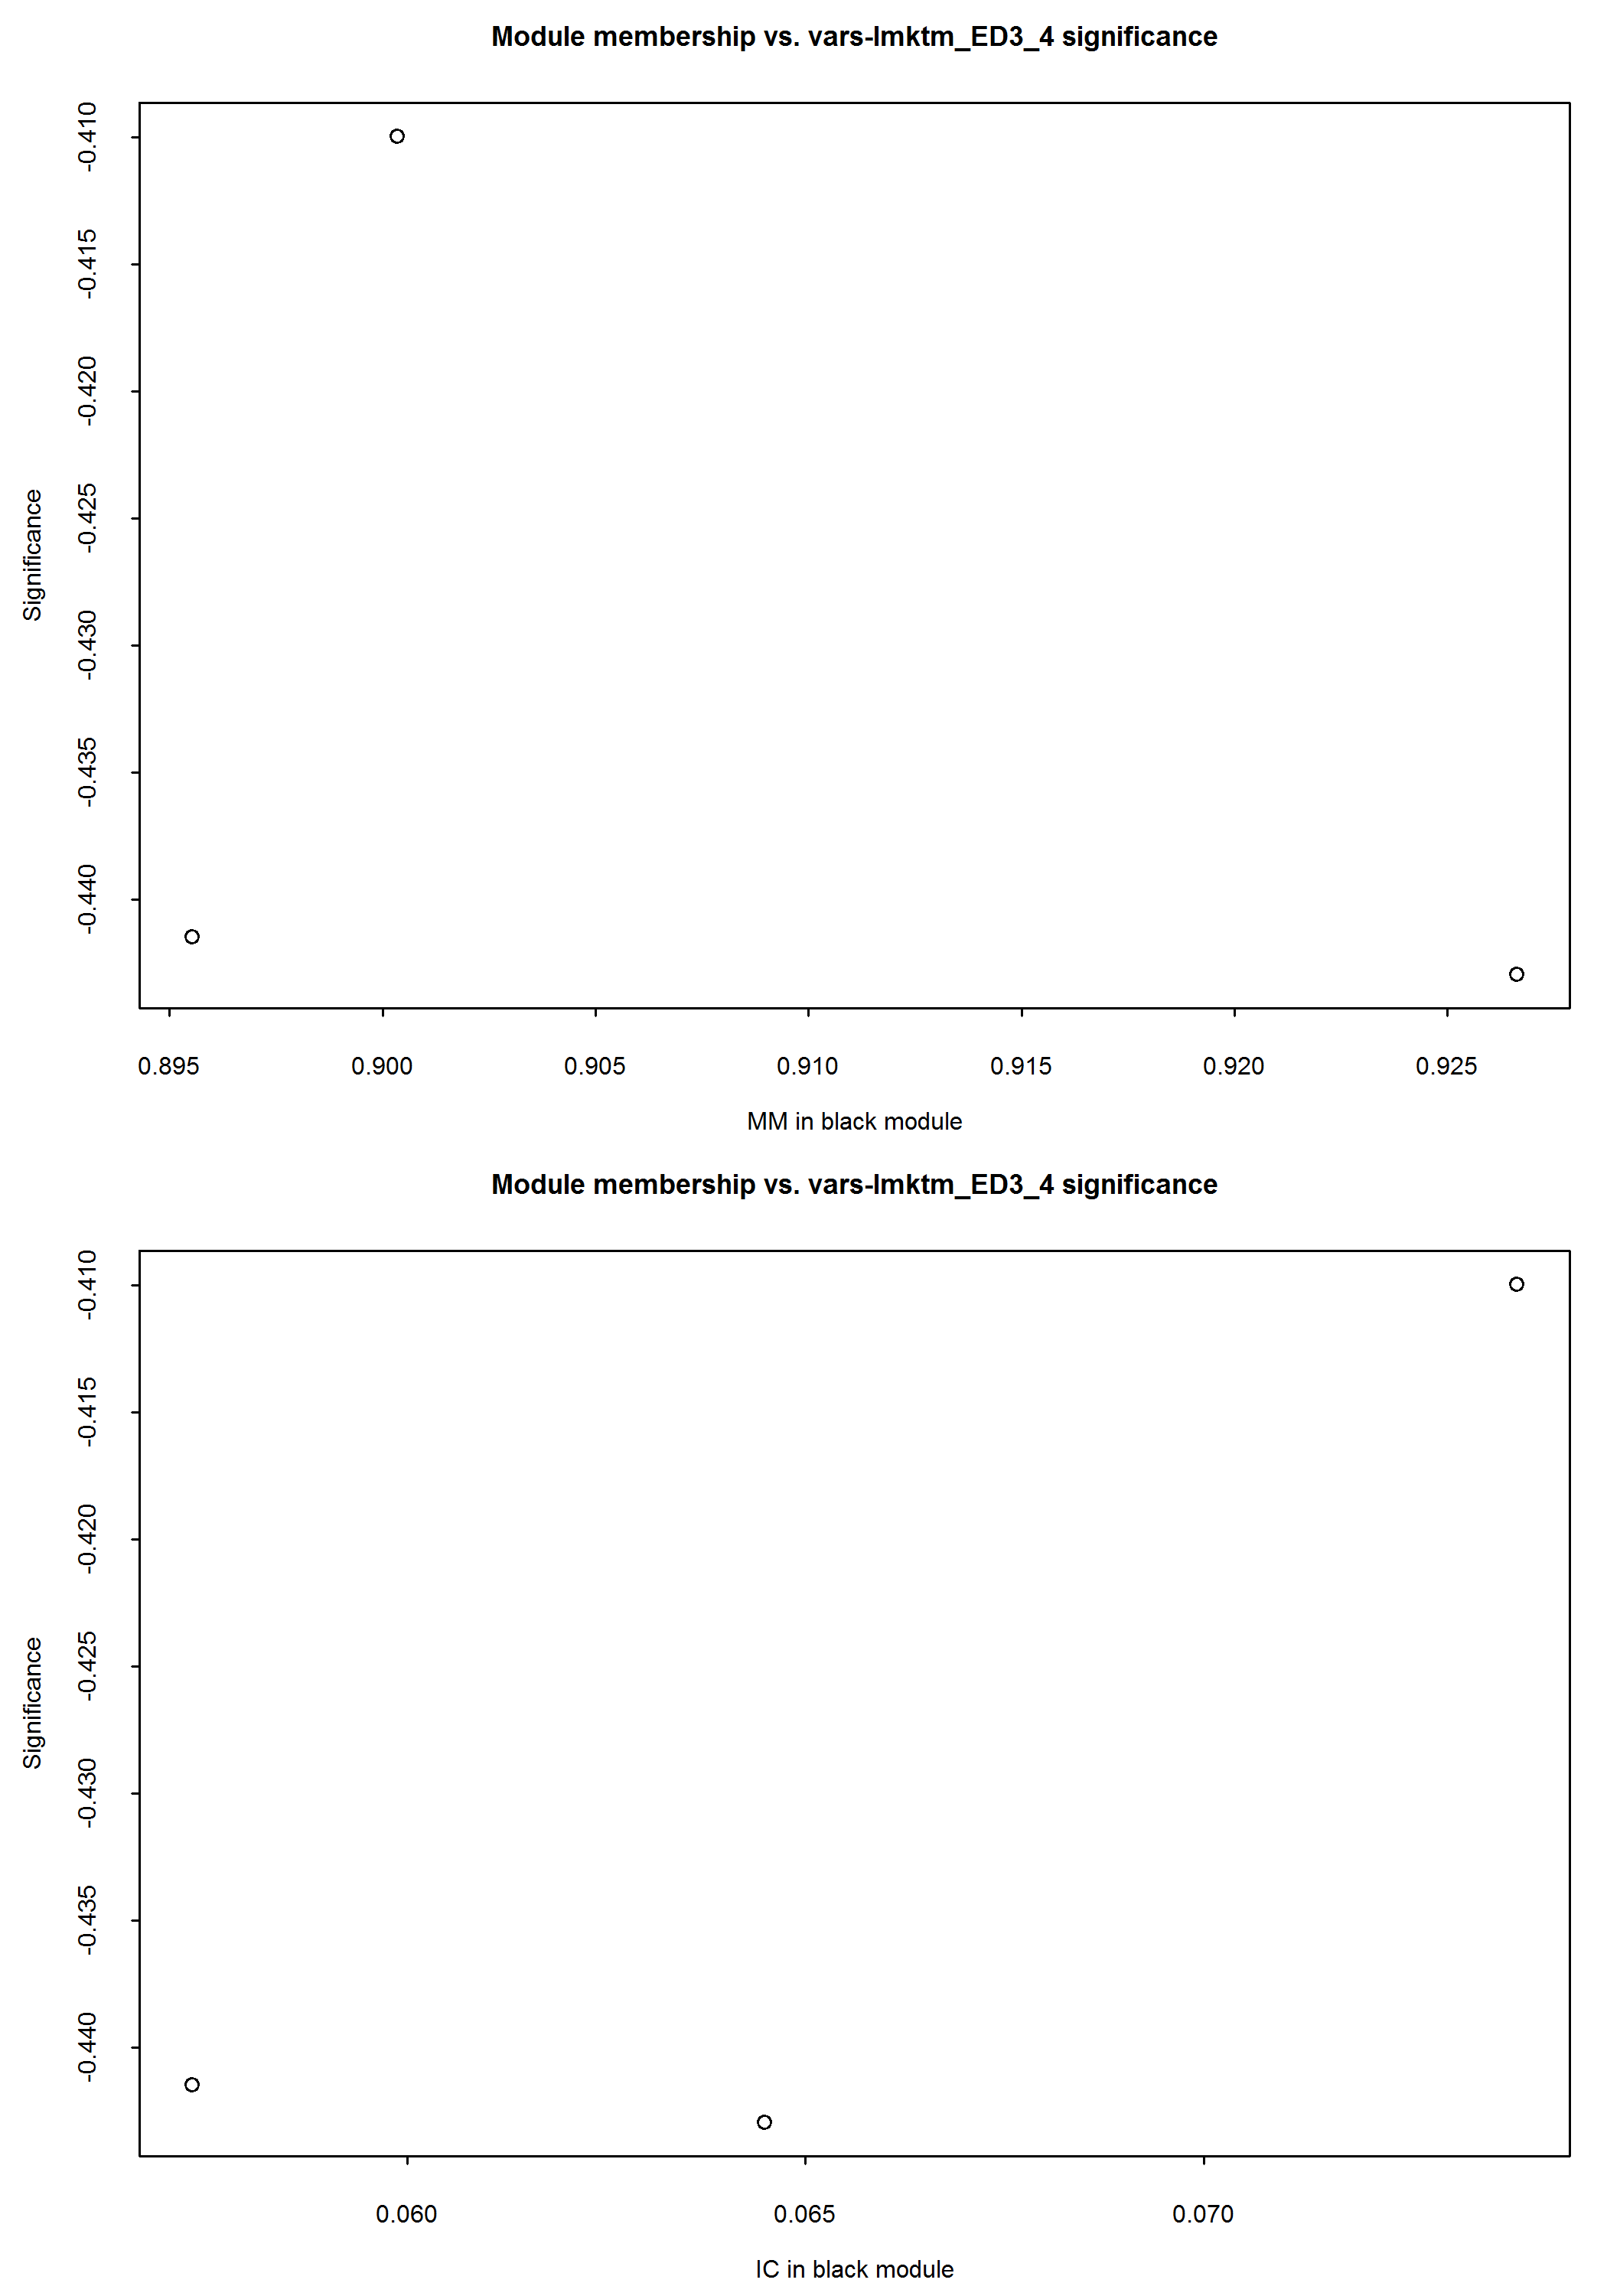 Module membership vs. vars-lmktm_ED3_4 significance
-0.410
-0.415
-0.420
-0.425
-0.430
-0.435
-0.440
Significance
0.895 0.900 0.905 0.910 0.915 0.920 0.925
MM in black module
Module membership vs. vars-lmktm_ED3_4 significance
-0.410
-0.415
-0.420
-0.425
-0.430
-0.435
-0.440
Significance
0.060 0.065 0.070
IC in black module